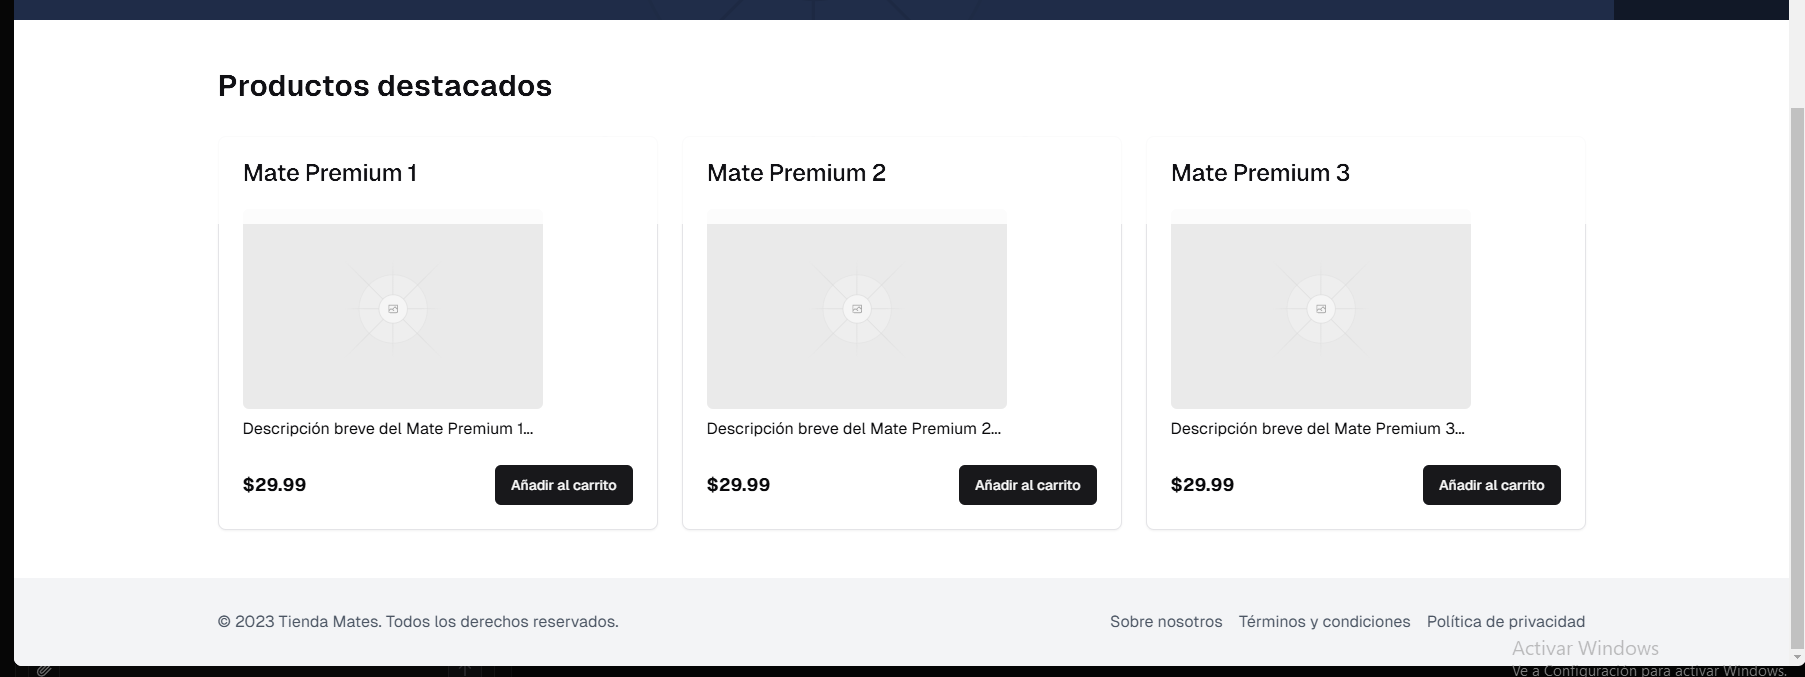 Productos destacados
Mate Premium 1
Mate Premium 2
Mate Premium 3
Descripción breve del Mate Premium 1...
Descripción breve del Mate Premium 2...
Descripción breve del Mate Premium 3...
$29.99
Añadir al carrito
$29.99
Añadir al carrito
$29.99
Añadir al carrito
© 2023 Tienda Mates. Todos los derechos reservados.
Sobre nosotros
Términos y condiciones
Política de privacidad
Activar Windows
Ve a Configuración para activar Windows.